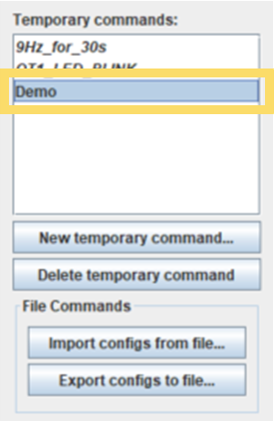 Temporary commands:
9Hz_for_30s
Demo
New temporary command...
Delete temporary command
File Commands
Import configs from file...
Export configs to file...